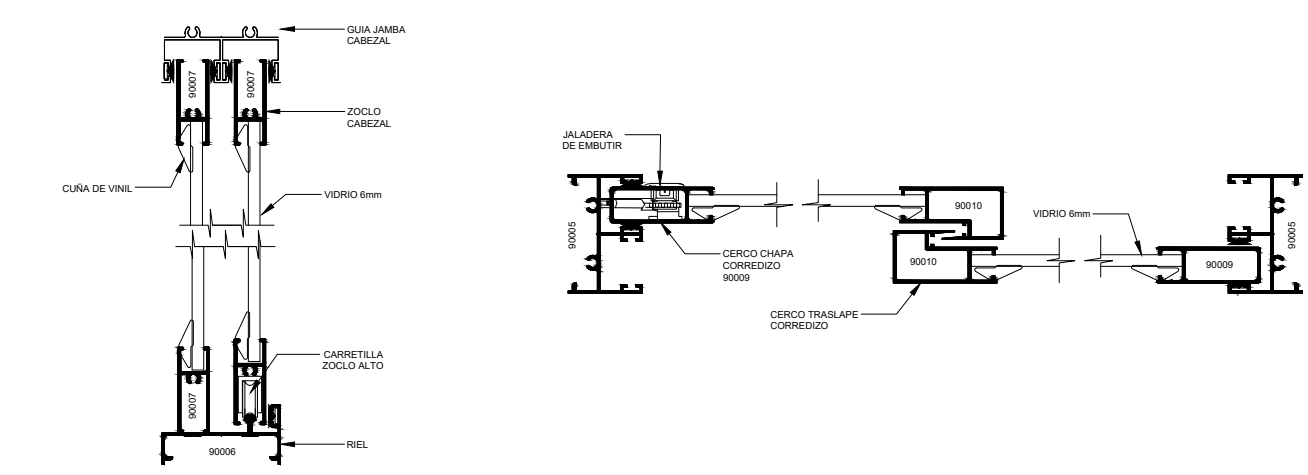 GUIA JAMBA
CABEZAL
90007
90007
ZOCLO
CABEZAL
CUÑA DE VINIL
VIDRIO 6mm
CARRETILLA
ZOCLO ALTO
90007
RIEL
90006
JALADERA
DE EMBUTIR
90005
90010
VIDRIO 6mm
90005
CERCO CHAPA
CORREDIZO
90009
90010
90009
CERCO TRASLAPE
CORREDIZO